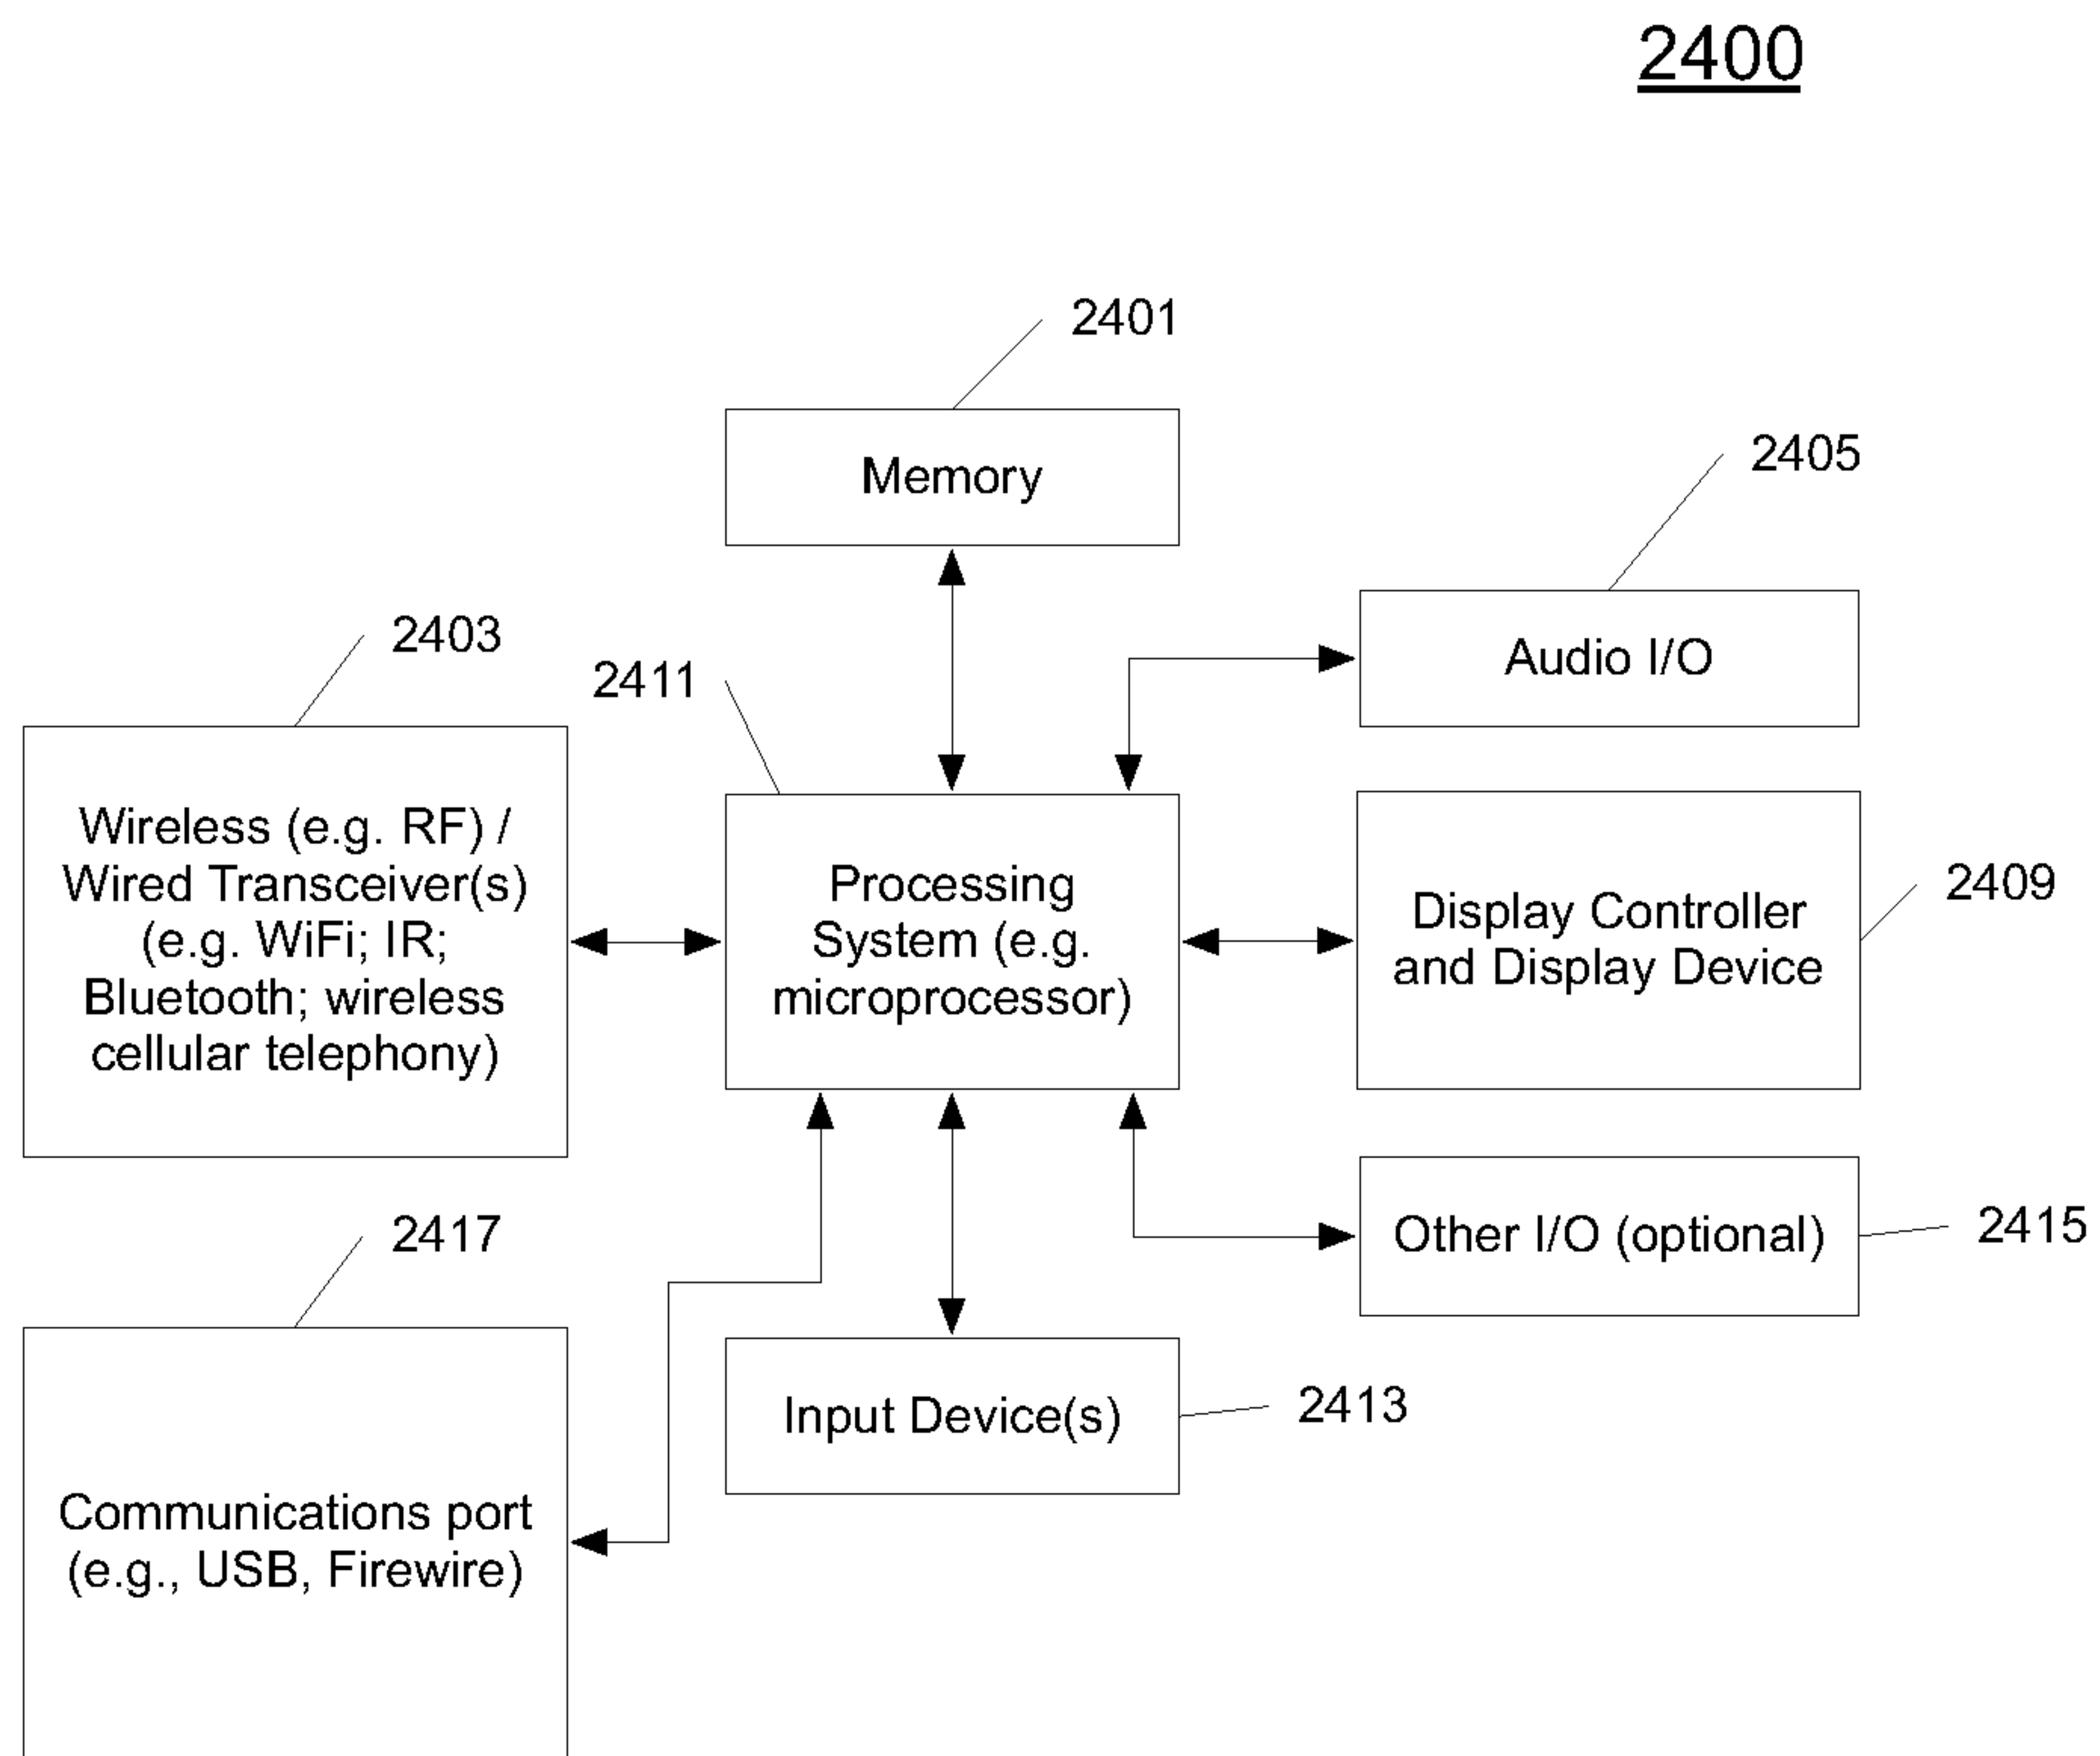 2400
2401
Memory
2405
Audio I/O
2403
2411
Wireless (e.g. RF) /
Wired Transceiver(s)
(e.g. WiFi; IR;
Bluetooth; wireless
cellular telephony)
Processing
System (e.g.
microprocessor)
2409
Display Controller
and Display Device
2417
2415
Other I/O (optional)
Input Device(s)
2413
Communications port
(e.g., USB, Firewire)